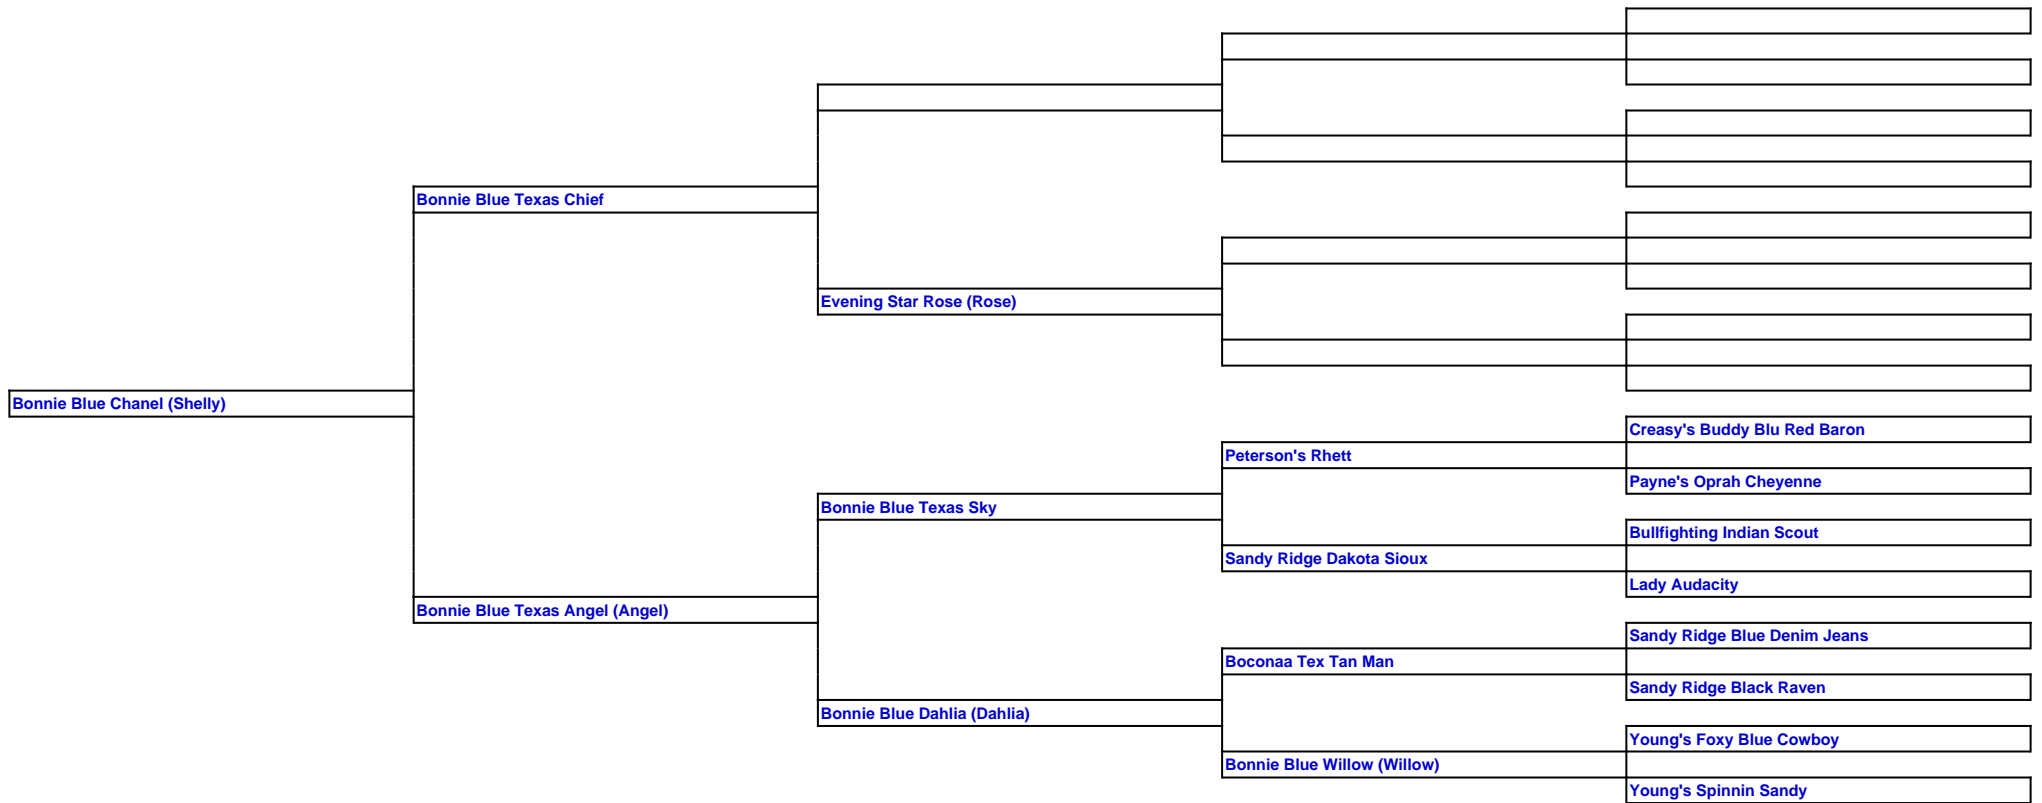 Bonnie Blue Texas Chief
Evening Star Rose (Rose)
Bonnie Blue Chanel (Shelly)
Creasy's Buddy Blu Red Baron
Peterson's Rhett
Payne's Oprah Cheyenne
Bonnie Blue Texas Sky
Bullfighting Indian Scout
Sandy Ridge Dakota Sioux
Lady Audacity
Bonnie Blue Texas Angel (Angel)
Sandy Ridge Blue Denim Jeans
Boconaa Tex Tan Man
Sandy Ridge Black Raven
Bonnie Blue Dahlia (Dahlia)
Young's Foxy Blue Cowboy
Bonnie Blue Willow (Willow)
Young's Spinnin Sandy